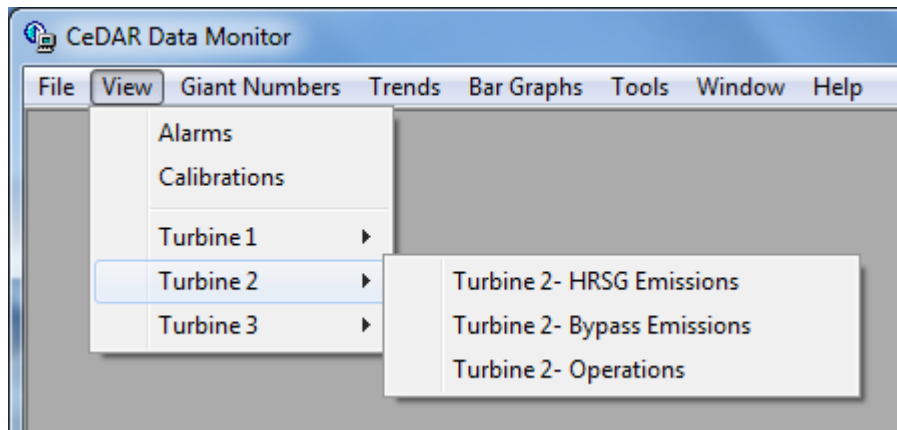 CeDAR Data Monitor
File View Giant Numbers Trends Bar Graphs Tools Window Help
Alarms
Calibrations
Turbine 1
Turbine 2
Turbine 3
Turbine 2- HRSG Emissions
Turbine 2- Bypass Emissions
Turbine 2- Operations